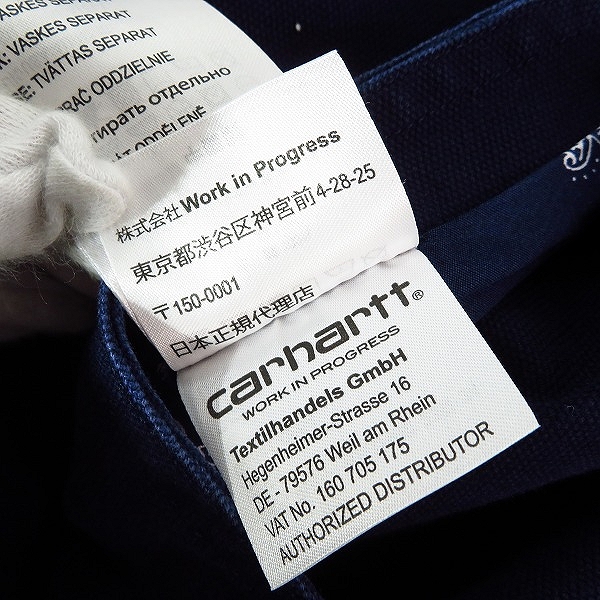 VASKES SEPARAT
: TVÄTTAS SEPARAT
PRAĆ ODDZIELNIE
стирать отдельно
ODDĚLENĚ
株式会社 Work in Progress
東京都渋谷区神宮前4-28-25
〒150-0001
日本正規代理店
carhartt®
WORK IN PROGRESS
Textilhandels GmbH
Hegenheimer-Strasse 16
DE - 79576 Weil am Rhein
VAT No. 160 705 175
AUTHORIZED DISTRIBUTOR